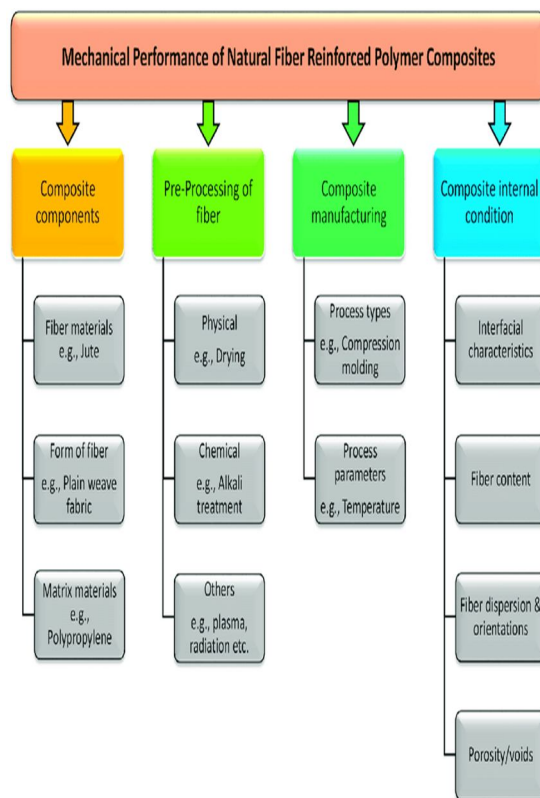 Mechanical Performance of Natural Fiber Reinforced Polymer Composites
Composite
components
Fiber materials
e.g., Jute
Form of fiber
e.g., Plain weave
fabric
Matrix materials
e.g.,
Polypropylene
Pre-Processing of
fiber
Physical
e.g., Drying
Chemical
e.g., Alkali
treatment
Others
e.g., plasma,
radiation etc.
Composite
manufacturing
Process types
e.g., Compression
molding
Process
parameters
e.g., Temperature
Composite internal
condition
Interfacial
characteristics
Fiber content
Fiber dispersion &
orientations
Porosity/voids